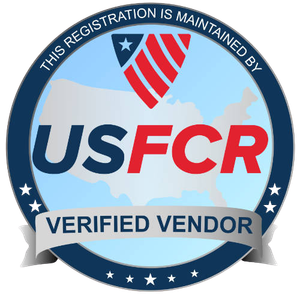 THIS REGISTRATION IS MAINTAINED BY
USFCR
VERIFIED VENDOR